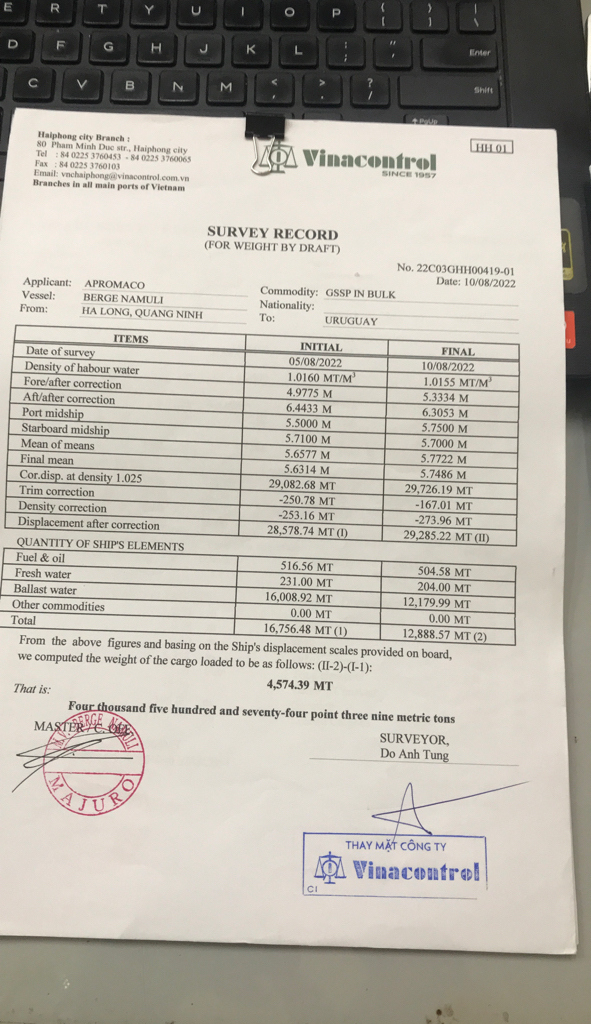 E R T Y U I O P { [ } ] | \
D F G H J K L : ; " ' Enter
C V B N M < , > . ? / Shift
PgUp
Haiphong city Branch :
80 Pham Minh Duc str., Haiphong city
Tel : 84 0225 3760453 - 84 0225 3760065
Fax : 84 0225 3760103
Email: vnchaiphong@vinacontrol.com.vn
Branches in all main ports of Vietnam
Vinacontrol
SINCE 1957
HH 01
SURVEY RECORD
(FOR WEIGHT BY DRAFT)
No. 22C03GHH00419-01
Date: 10/08/2022
Applicant: APROMACO
Commodity: GSSP IN BULK
Vessel: BERGE NAMULI
Nationality:
From: HA LONG, QUANG NINH
To: URUGUAY
ITEMS INITIAL FINAL
Date of survey 05/08/2022 10/08/2022
Density of habour water 1.0160 MT/M³ 1.0155 MT/M³
Fore/after correction 4.9775 M 5.3334 M
Aft/after correction 6.4433 M 6.3053 M
Port midship 5.5000 M 5.7500 M
Starboard midship 5.7100 M 5.7000 M
Mean of means 5.6577 M 5.7722 M
Final mean 5.6314 M 5.7486 M
Cor.disp. at density 1.025 29,082.68 MT 29,726.19 MT
Trim correction -250.78 MT -167.01 MT
Density correction -253.16 MT -273.96 MT
Displacement after correction 28,578.74 MT (I) 29,285.22 MT (II)
QUANTITY OF SHIP'S ELEMENTS
Fuel & oil 516.56 MT 504.58 MT
Fresh water 231.00 MT 204.00 MT
Ballast water 16,008.92 MT 12,179.99 MT
Other commodities 0.00 MT 0.00 MT
Total 16,756.48 MT (1) 12,888.57 MT (2)
From the above figures and basing on the Ship's displacement scales provided on board,
we computed the weight of the cargo loaded to be as follows: (II-2)-(I-1):
4,574.39 MT
That is:
Four thousand five hundred and seventy-four point three nine metric tons
MASTER / C. OFF
M.V. BERGE NAMULI
MAJURO
SURVEYOR,
Do Anh Tung
THAY MẶT CÔNG TY
Vinacontrol
CI